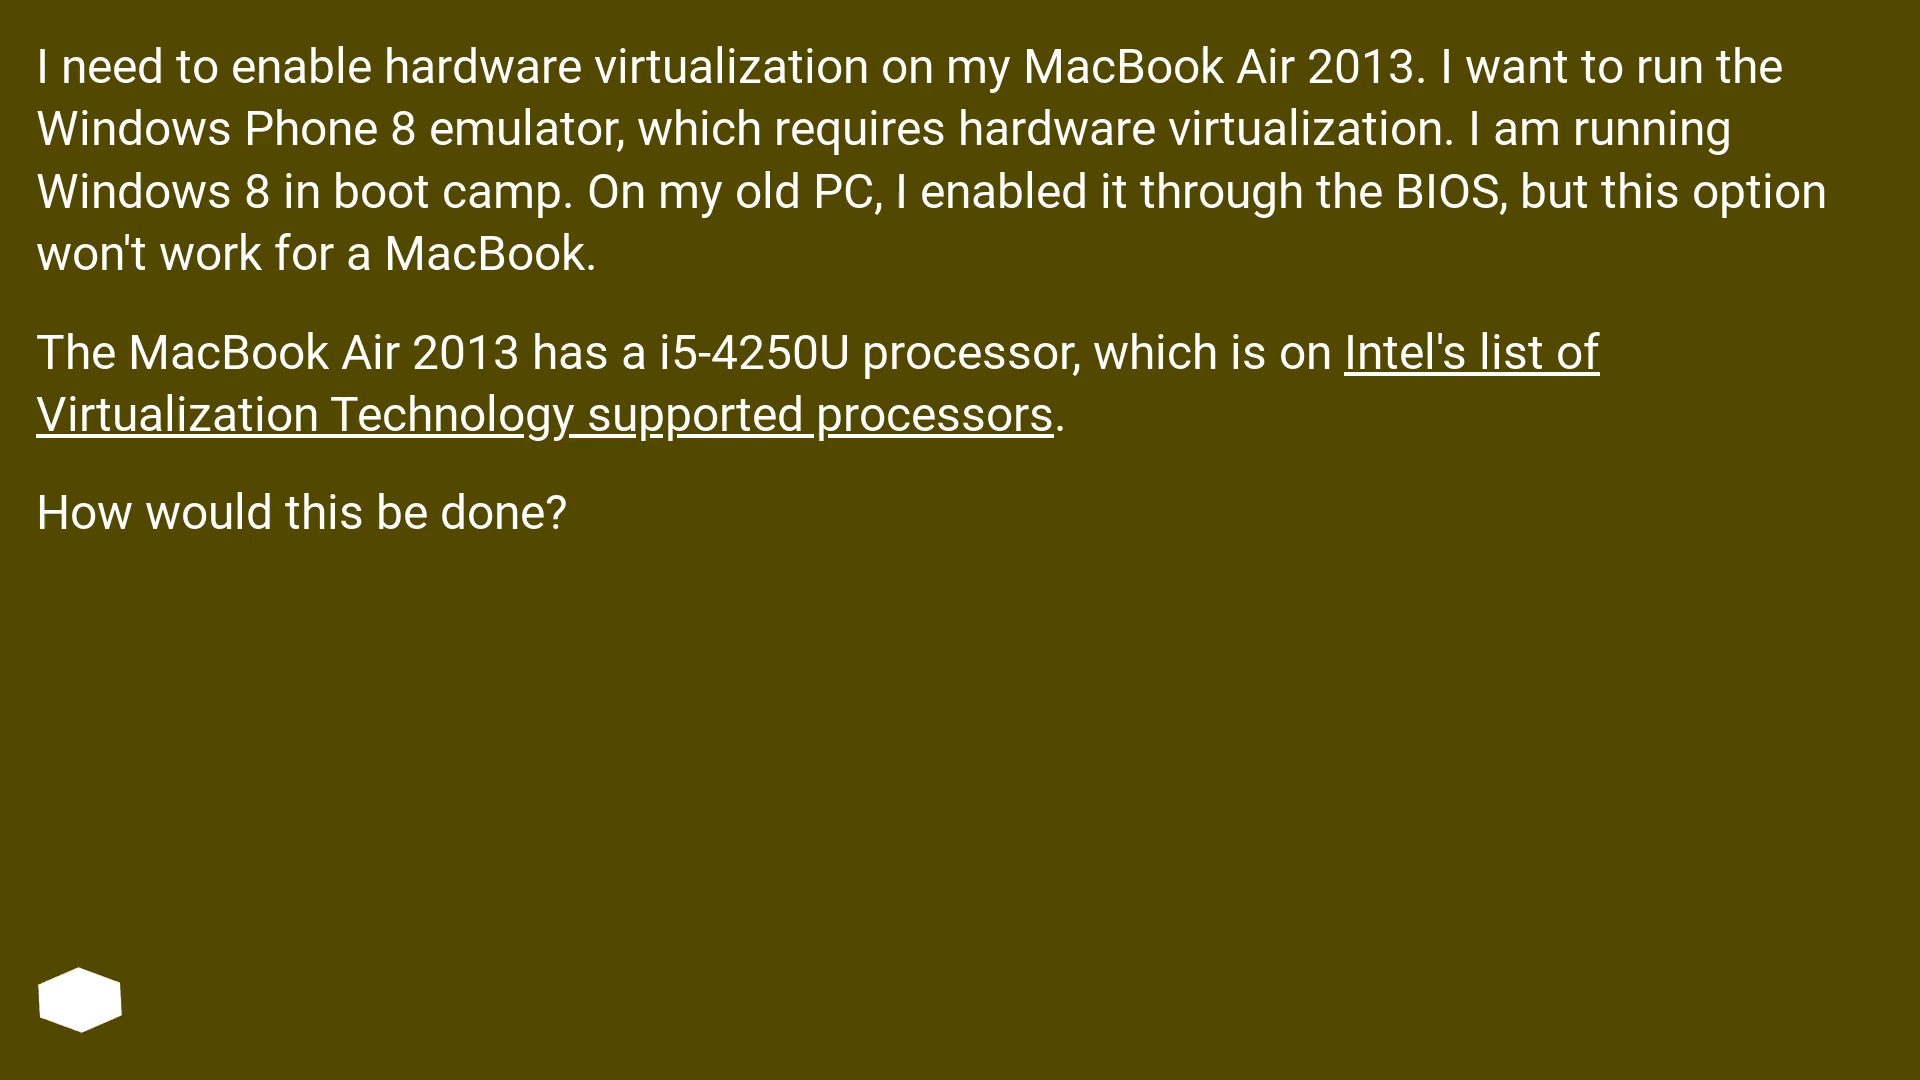 I need to enable hardware virtualization on my MacBook Air 2013. I want to run the
Windows Phone 8 emulator, which requires hardware virtualization. I am running
Windows 8 in boot camp. On my old PC, I enabled it through the BIOS, but this option
won't work for a MacBook.
The MacBook Air 2013 has a i5-4250U processor, which is on Intel's list of
Virtualization Technology supported processors.
How would this be done?